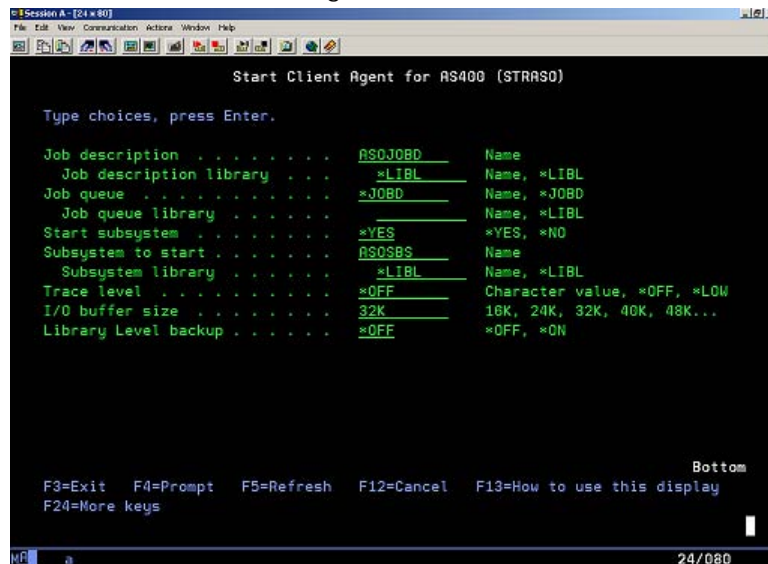 Session A - [24 x 80]
File Edit View Communication Actions Window Help
Start Client Agent for AS400 (STRASO)
Type choices, press Enter.
Job description . . . . . . . . ASOJOBD Name
Job description library . . . *LIBL Name, *LIBL
Job queue . . . . . . . . . . . *JOBD Name, *JOBD
Job queue library . . . . . . Name, *LIBL
Start subsystem . . . . . . . . *YES *YES, *NO
Subsystem to start . . . . . . . ASOSBS Name
Subsystem library . . . . . . *LIBL Name, *LIBL
Trace level . . . . . . . . . . *OFF Character value, *OFF, *LOW
I/O buffer size . . . . . . . . 32K 16K, 24K, 32K, 40K, 48K...
Library Level backup . . . . . . *OFF *OFF, *ON
Bottom
F3=Exit F4=Prompt F5=Refresh F12=Cancel F13=How to use this display
F24=More keys
MA a 24/080